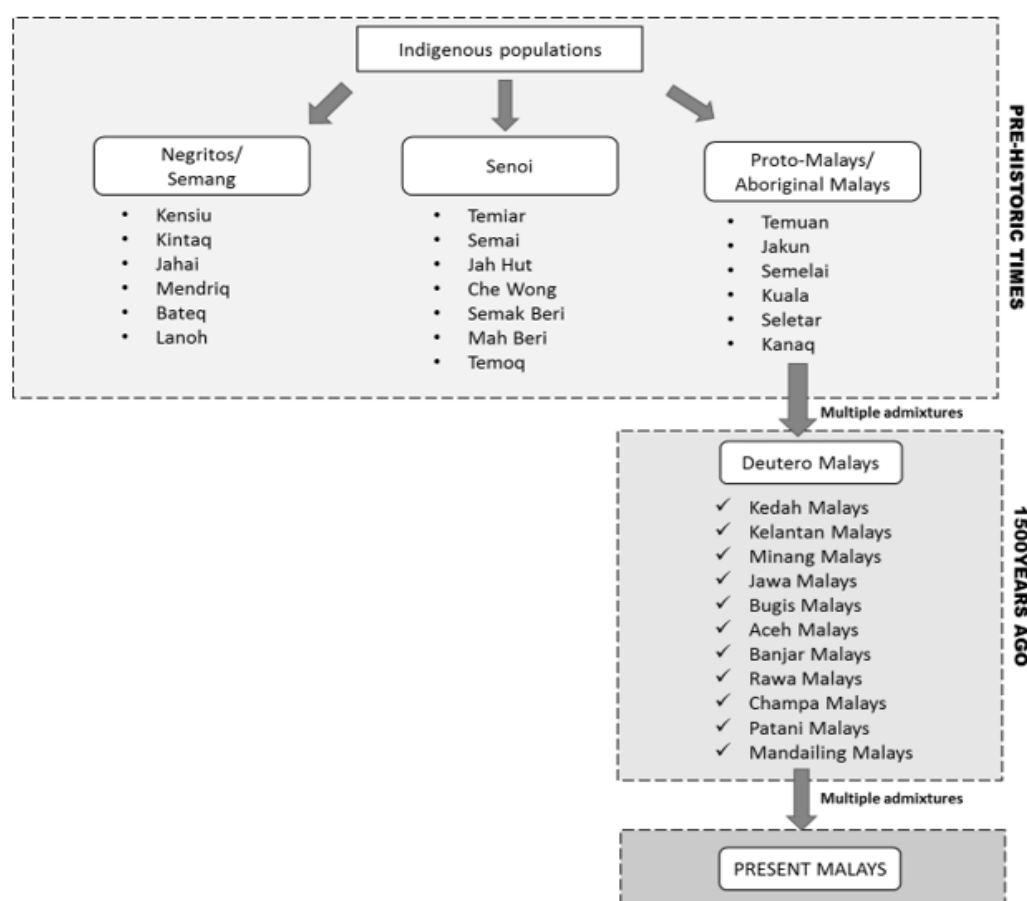 Indigenous populations
Negritos/
Semang
• Kensiu
• Kintaq
• Jahai
• Mendriq
• Bateq
• Lanoh
Senoi
• Temiar
• Semai
• Jah Hut
• Che Wong
• Semak Beri
• Mah Beri
• Temoq
Proto-Malays/
Aboriginal Malays
• Temuan
• Jakun
• Semelai
• Kuala
• Seletar
• Kanaq
PRE-HISTORIC TIMES
Multiple admixtures
Deutero Malays
✓ Kedah Malays
✓ Kelantan Malays
✓ Minang Malays
✓ Jawa Malays
✓ Bugis Malays
✓ Aceh Malays
✓ Banjar Malays
✓ Rawa Malays
✓ Champa Malays
✓ Patani Malays
✓ Mandailing Malays
1500YEARS AGO
Multiple admixtures
PRESENT MALAYS